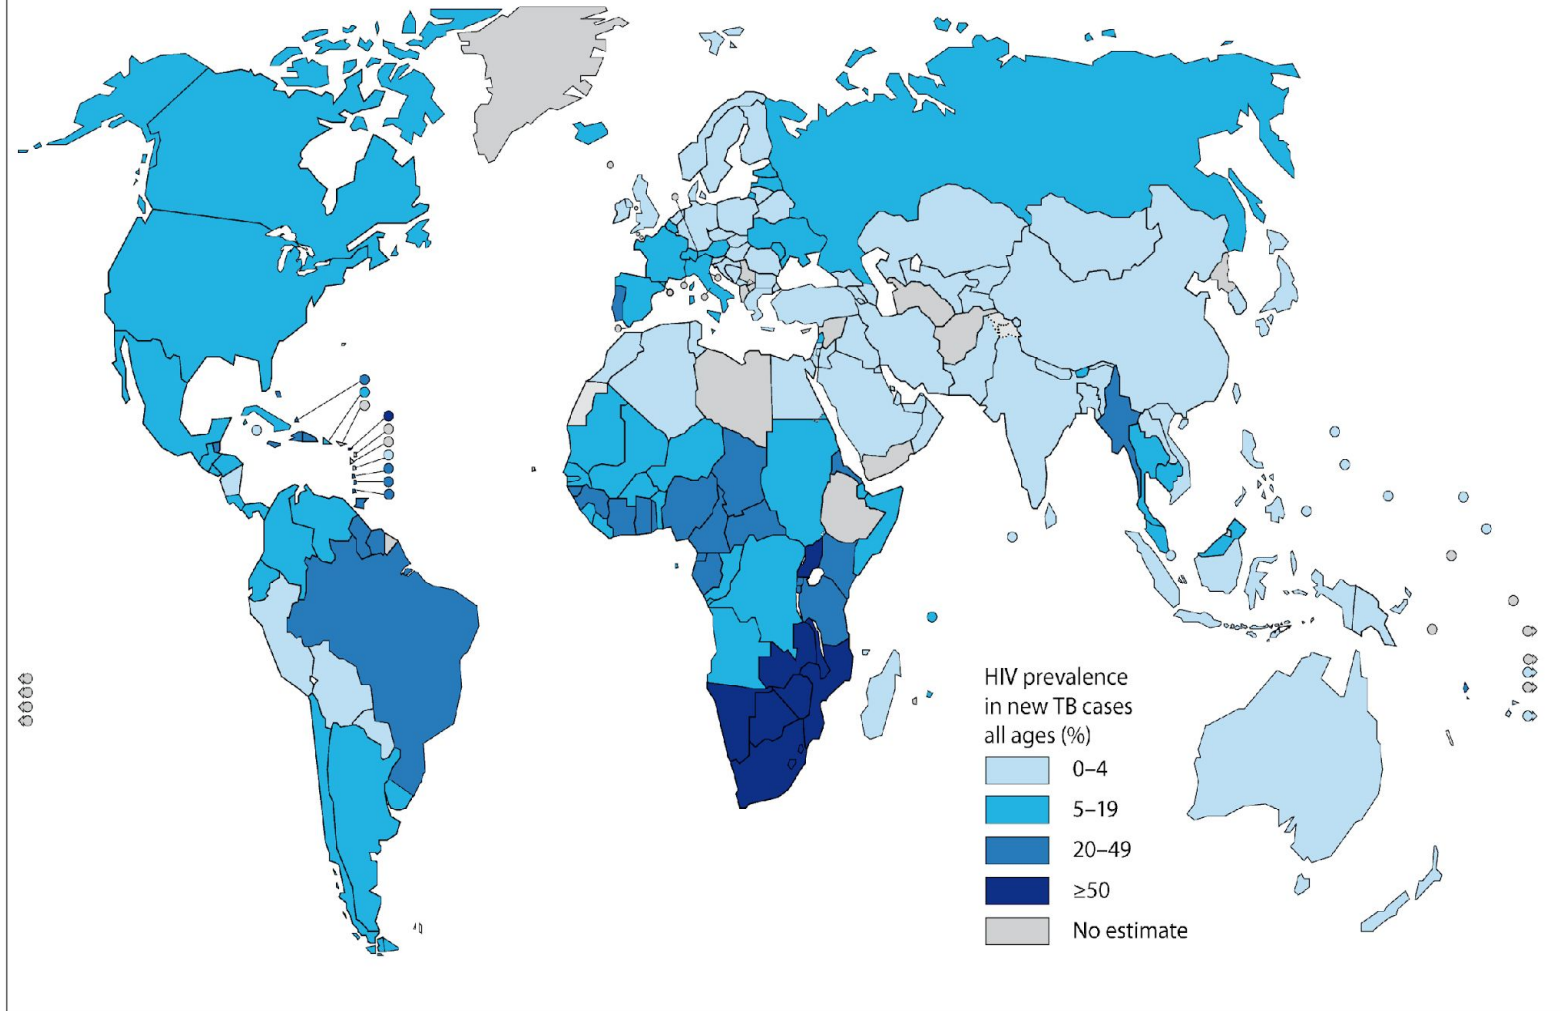 HIV prevalence
in new TB cases
all ages (%)
0–4
5–19
20–49
≥50
No estimate